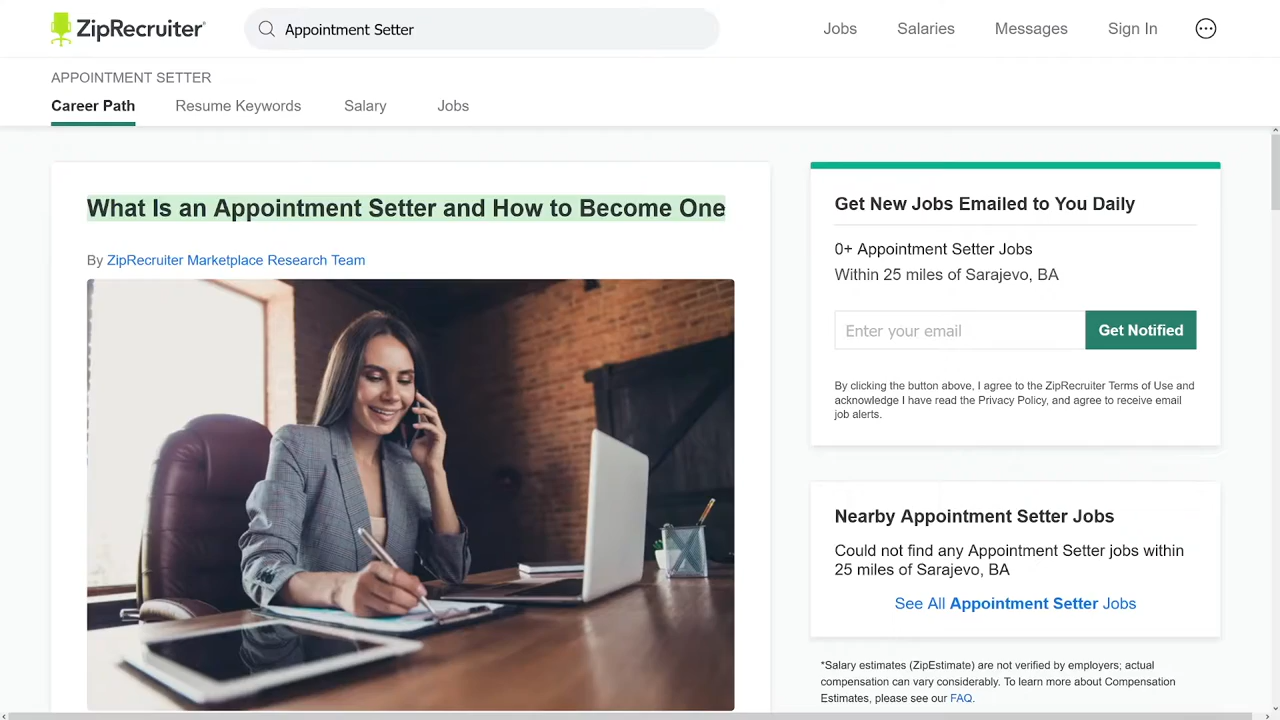 ZipRecruiter
Appointment Setter
Jobs
Salaries
Messages
Sign In
APPOINTMENT SETTER
Career Path
Resume Keywords
Salary
Jobs
What Is an Appointment Setter and How to Become One
By ZipRecruiter Marketplace Research Team
Get New Jobs Emailed to You Daily
0+ Appointment Setter Jobs
Within 25 miles of Sarajevo, BA
Enter your email
Get Notified
By clicking the button above, I agree to the ZipRecruiter Terms of Use and
acknowledge I have read the Privacy Policy, and agree to receive email
job alerts.
Nearby Appointment Setter Jobs
Could not find any Appointment Setter jobs within
25 miles of Sarajevo, BA
See All Appointment Setter Jobs
*Salary estimates (ZipEstimate) are not verified by employers; actual
compensation can vary considerably. To learn more about Compensation
Estimates, please see our FAQ.